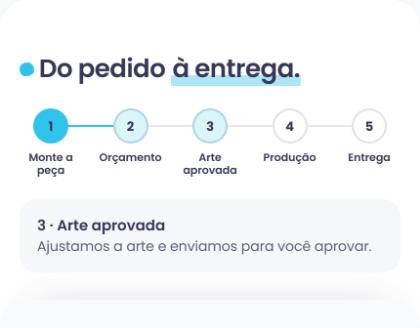 Do pedido à entrega.
1 2 3 4 5
Monte a peça Orçamento Arte aprovada Produção Entrega
3 · Arte aprovada
Ajustamos a arte e enviamos para você aprovar.